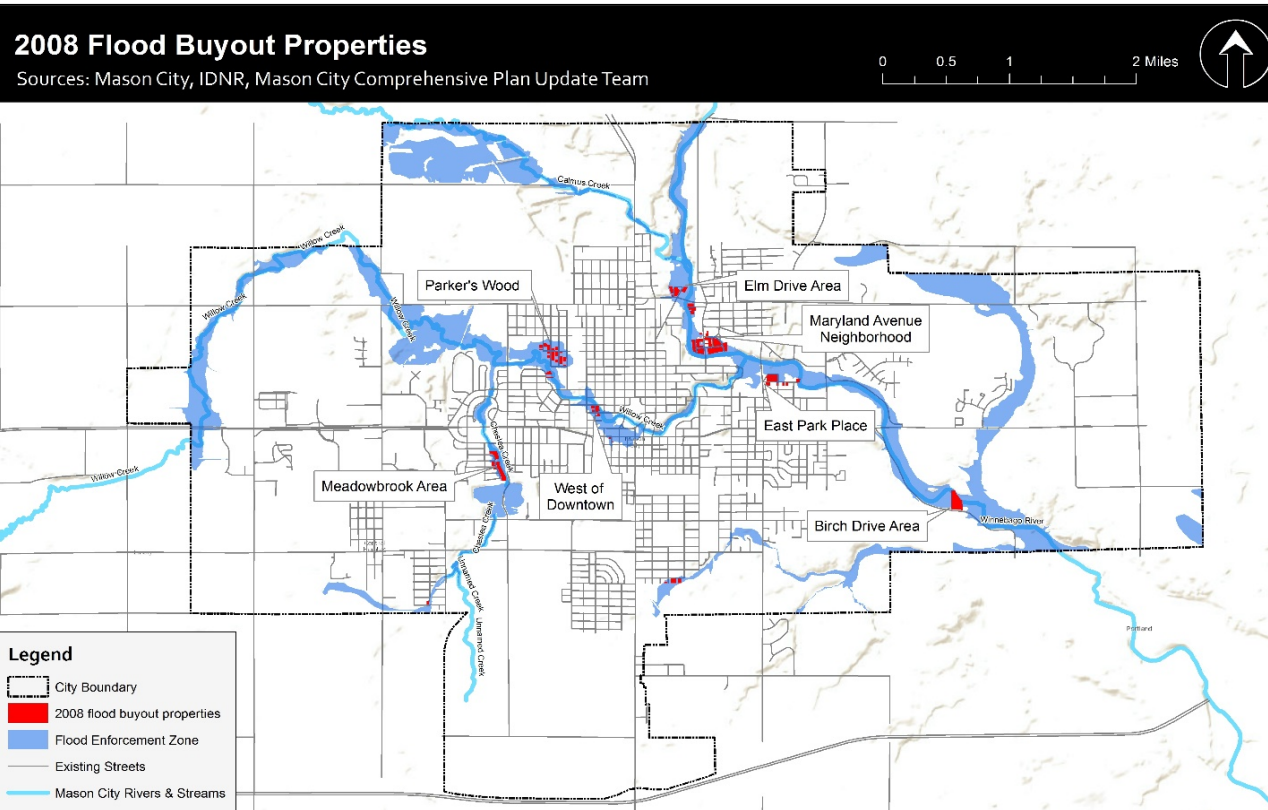 2008 Flood Buyout Properties
Sources: Mason City, IDNR, Mason City Comprehensive Plan Update Team
0 0.5 1 2 Miles
Calmus Creek
Willow Creek
Parker's Wood
Elm Drive Area
Willow Creek
Willow Creek
Maryland Avenue
Neighborhood
Willow Creek
East Park Place
Chestea Creek
Willow Creek
Meadowbrook Area
West of
Downtown
Birch Drive Area
Winnebago River
Chestea Creek
Unnamed Creek
Unnamed Creek
Portland
Legend
City Boundary
2008 flood buyout properties
Flood Enforcement Zone
Existing Streets
Mason City Rivers & Streams